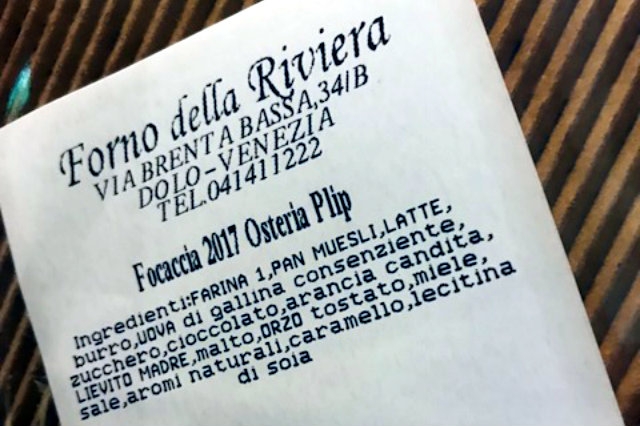 Forno della Riviera
VIA BRENTA BASSA,34/B
DOLO-VENEZIA
TEL.041411222
Focaccia 2017 Osteria Plip
Ingredienti:FARINA 1,PAN MUESLI,LATTE,
burro,UOVA di gallina consenziente,
zucchero,cioccolato,arancia candita,
LIEVITO MADRE,malto,ORZO tostato,miele,
sale,aromi naturali,caramello,lecitina
di soia